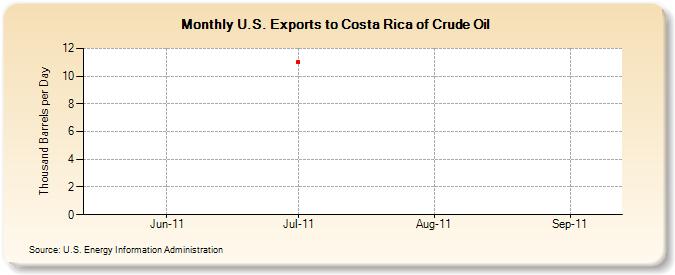 Monthly U.S. Exports to Costa Rica of Crude Oil
Thousand Barrels per Day
12
10
8
6
4
2
0
Jun-11
Jul-11
Aug-11
Sep-11
Source: U.S. Energy Information Administration